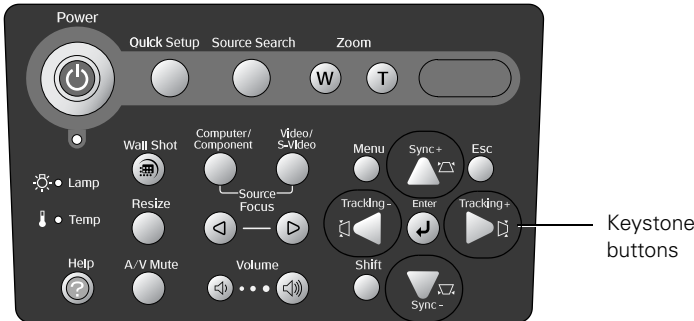 Power
Quick Setup Source Search Zoom
W T
Wall Shot Computer/ Component Video/ S-Video Menu Sync+ Esc
Source
Lamp
Resize Focus Tracking- Enter Tracking+
Temp
Keystone
buttons
Help A/V Mute Volume Shift
?
Sync-